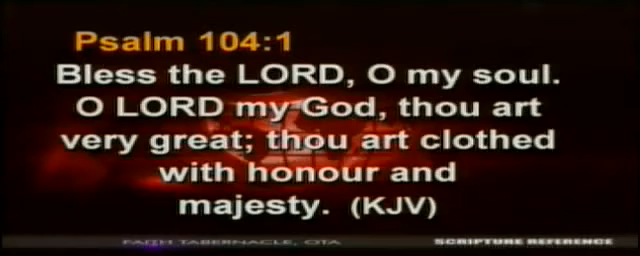 Psalm 104:1
Bless the LORD, O my soul.
O LORD my God, thou art
very great; thou art clothed
with honour and
majesty. (KJV)
FAITH TABERNACLE, OTA SCRIPTURE REFERENCE